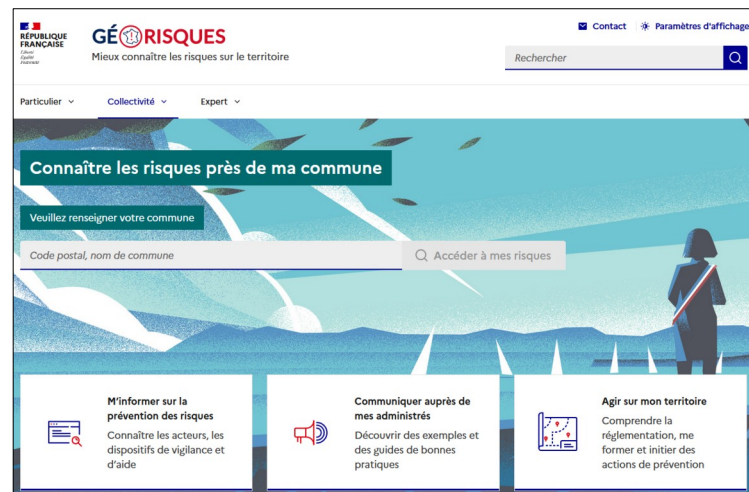 RÉPUBLIQUE
FRANÇAISE
Liberté
Égalité
Fraternité
GÉORISQUES
Mieux connaître les risques sur le territoire
Contact
Paramètres d'affichage
Rechercher
Particulier
Collectivité
Expert
Connaître les risques près de ma commune
Veuillez renseigner votre commune
Code postal, nom de commune
Accéder à mes risques
M'informer sur la
prévention des risques
Connaître les acteurs, les
dispositifs de vigilance et
d'aide
Communiquer auprès de
mes administrés
Découvrir des exemples et
des guides de bonnes
pratiques
Agir sur mon territoire
Comprendre la
réglementation, me
former et initier des
actions de prévention